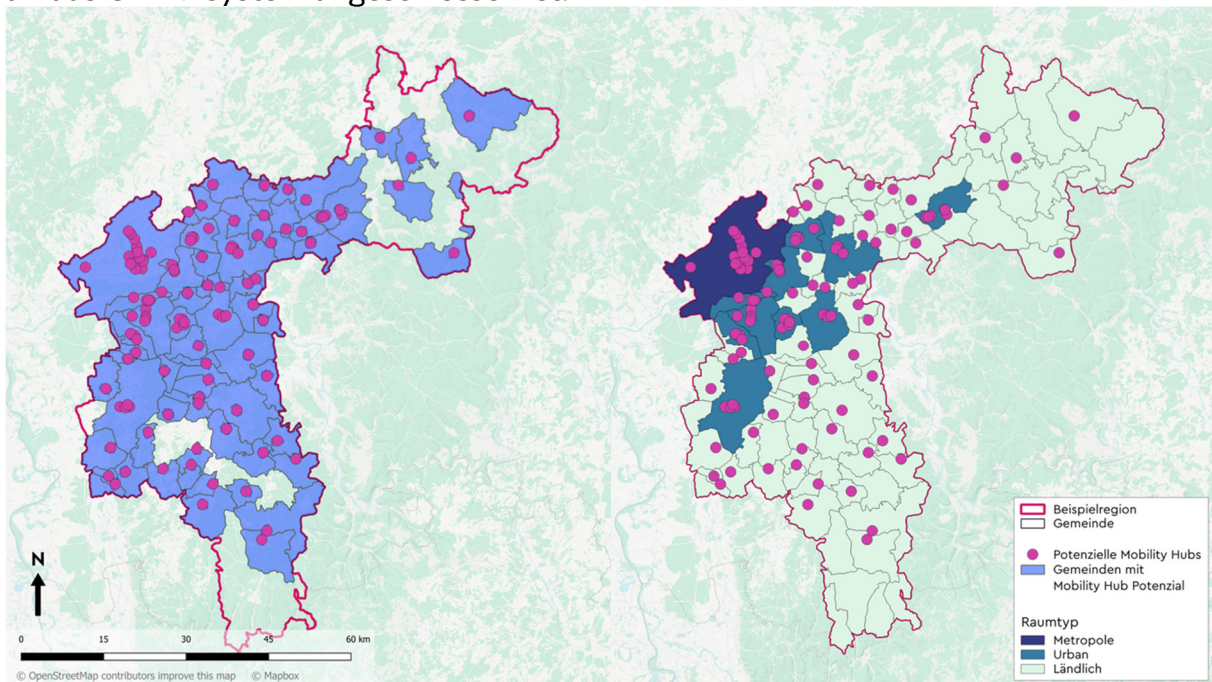 N
0 15 30 45 60 km
© OpenStreetMap contributors improve this map © Mapbox
Beispielregion
Gemeinde
Potenzielle Mobility Hubs
Gemeinden mit
Mobility Hub Potenzial
Raumtyp
Metropole
Urban
Ländlich